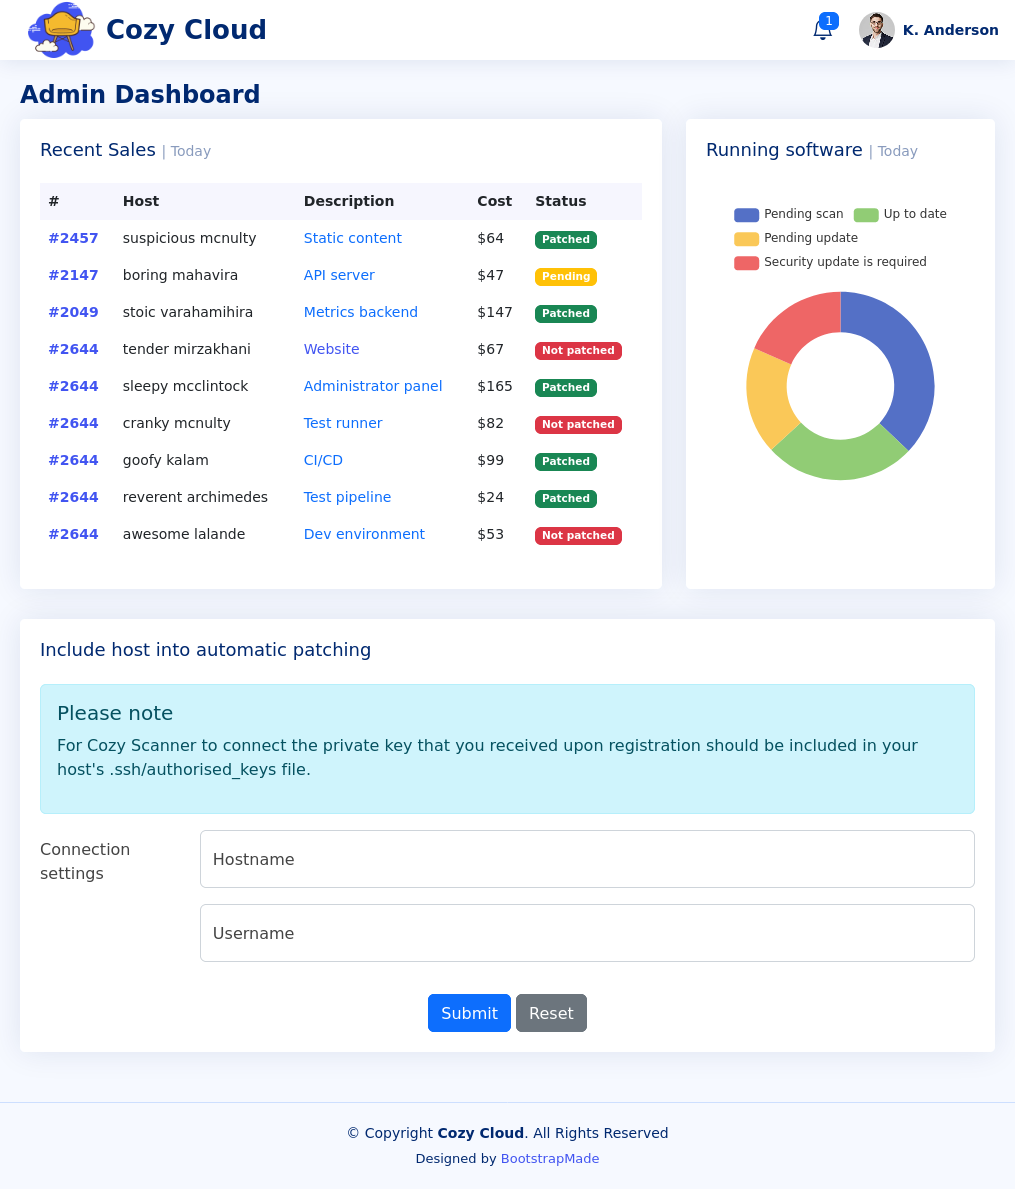 Cozy Cloud
1
K. Anderson
Admin Dashboard
Recent Sales | Today
# Host Description Cost Status
#2457 suspicious mcnulty Static content $64 Patched
#2147 boring mahavira API server $47 Pending
#2049 stoic varahamihira Metrics backend $147 Patched
#2644 tender mirzakhani Website $67 Not patched
#2644 sleepy mcclintock Administrator panel $165 Patched
#2644 cranky mcnulty Test runner $82 Not patched
#2644 goofy kalam CI/CD $99 Patched
#2644 reverent archimedes Test pipeline $24 Patched
#2644 awesome lalande Dev environment $53 Not patched
Running software | Today
Pending scan Up to date
Pending update
Security update is required
Include host into automatic patching
Please note
For Cozy Scanner to connect the private key that you received upon registration should be included in your
host's .ssh/authorised_keys file.
Connection
settings
Hostname
Username
Submit Reset
© Copyright Cozy Cloud. All Rights Reserved
Designed by BootstrapMade